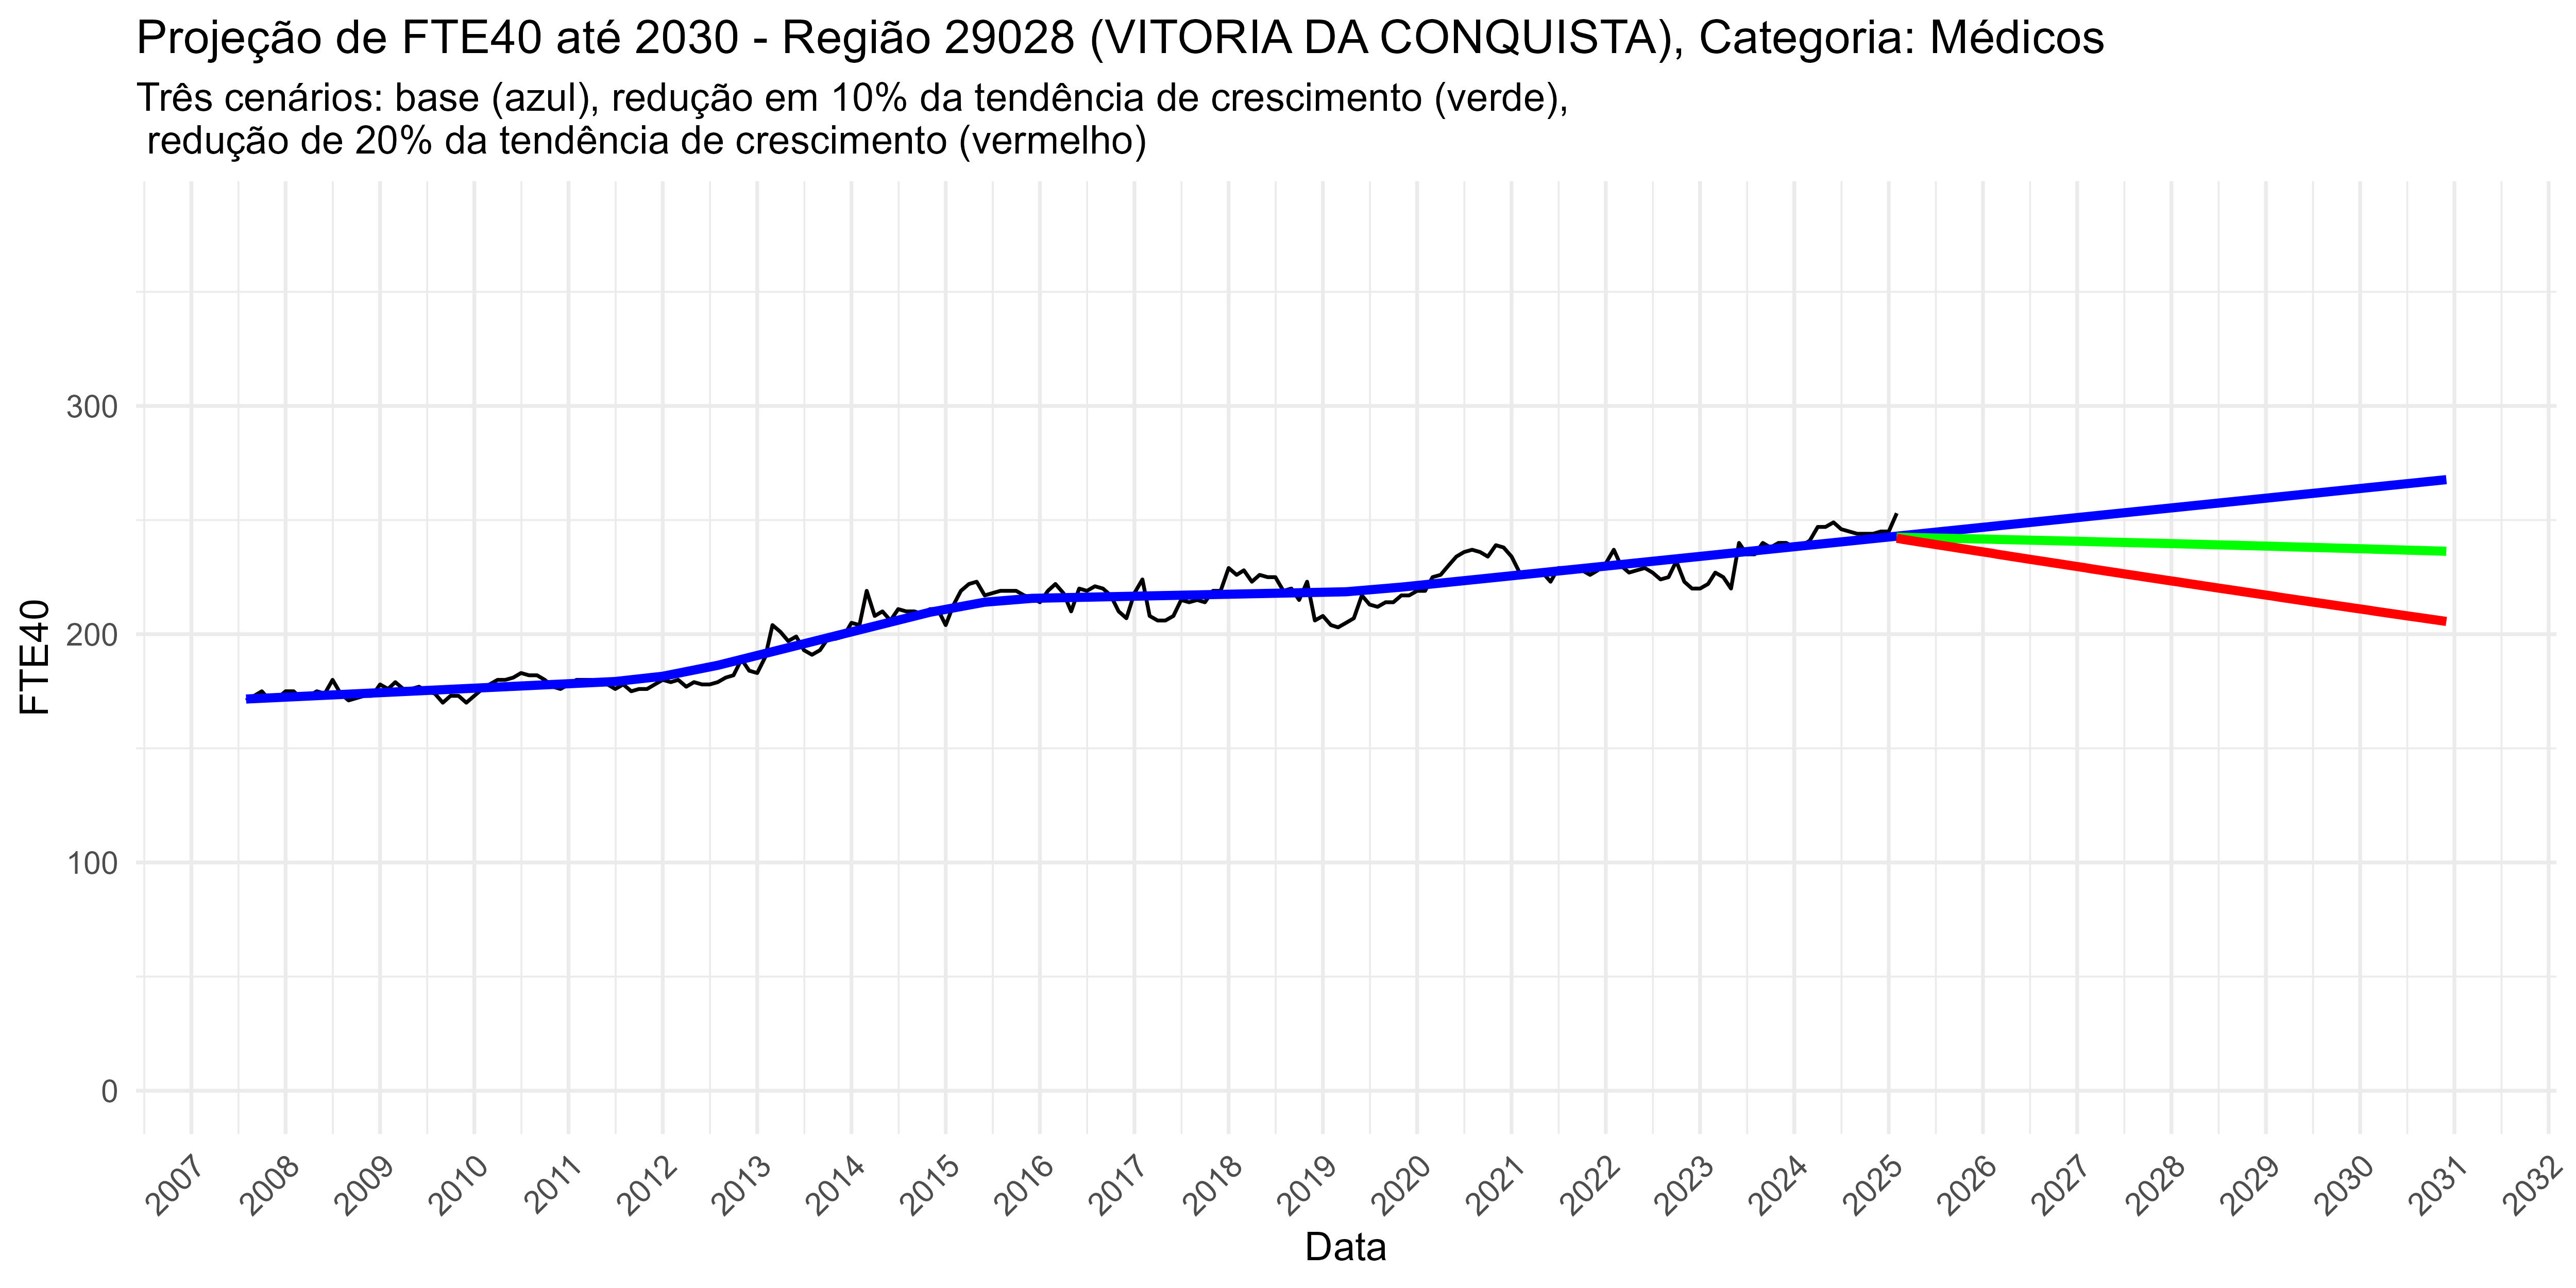 Projeção de FTE40 até 2030 - Região 29028 (VITORIA DA CONQUISTA), Categoria: Médicos
Três cenários: base (azul), redução em 10% da tendência de crescimento (verde),
redução de 20% da tendência de crescimento (vermelho)
FTE40
300
200
100
0
2007 2008 2009 2010 2011 2012 2013 2014 2015 2016 2017 2018 2019 2020 2021 2022 2023 2024 2025 2026 2027 2028 2029 2030 2031 2032
Data